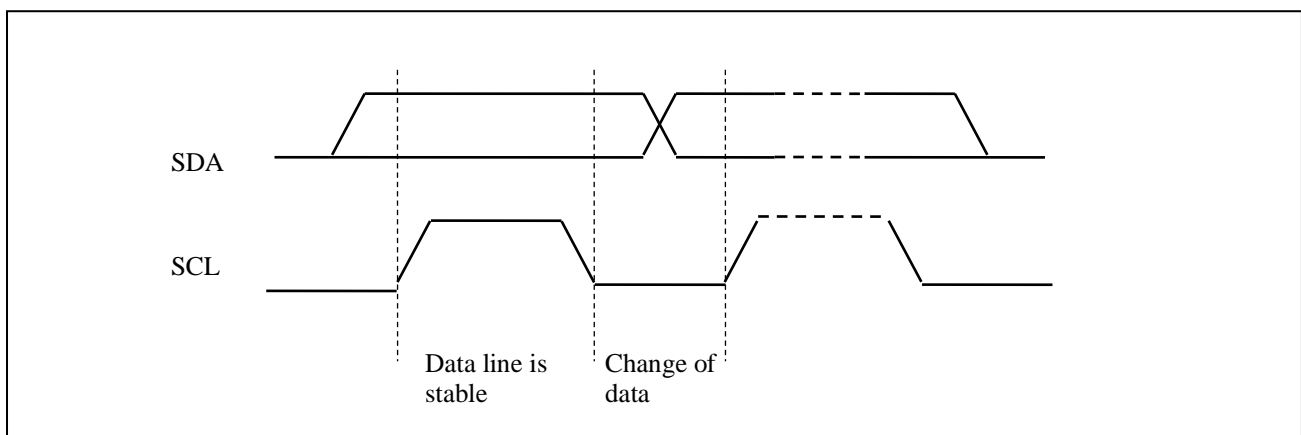 SDA
SCL
Data line is
stable
Change of
data